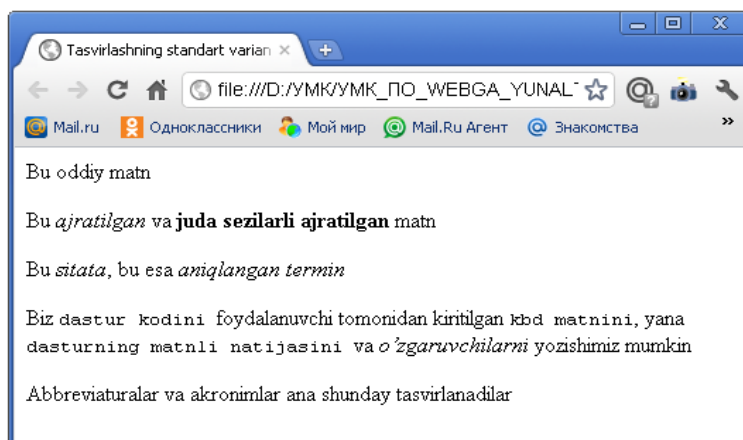 Tasvirlashning standart varian
file:///D:/УМК/УМК_ПО_WEBGA_YUNAL
Mail.ru Одноклассники Мой мир Mail.Ru Агент Знакомства »
Bu oddiy matn
Bu ajratilgan va juda sezilarli ajratilgan matn
Bu sitata, bu esa aniqlangan termin
Biz dastur kodini foydalanuvchi tomonidan kiritilgan kbd matnini, yana
dasturning matnli natijasini va o’zgaruvchilarni yozishimiz mumkin
Abbreviaturalar va akronimlar ana shunday tasvirlanadilar